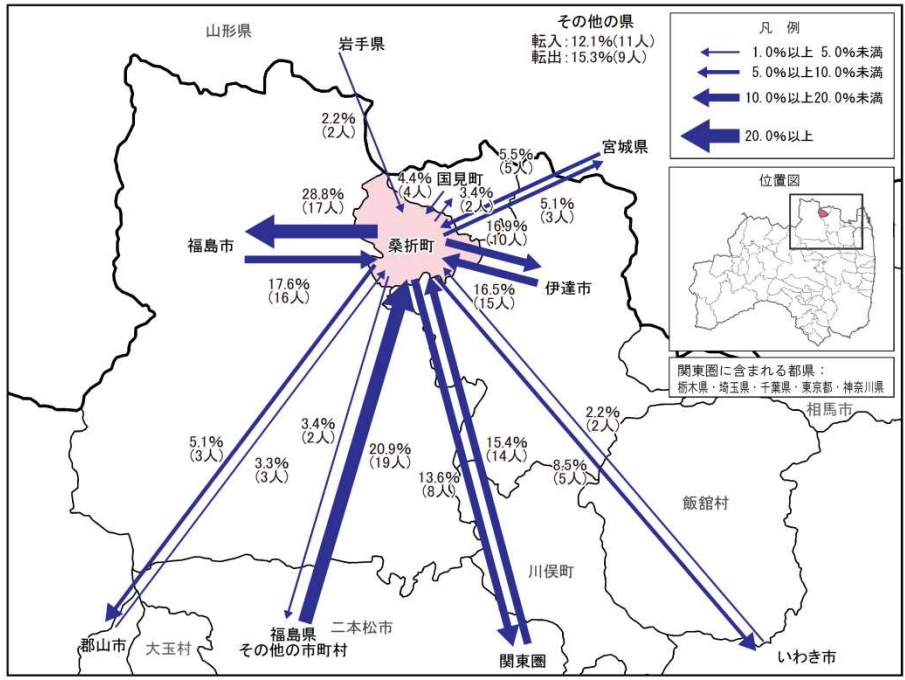 山形県
岩手県
その他の県
転入：12.1%(11人)
転出：15.3%(9人)
凡 例
1.0%以上 5.0%未満
5.0%以上10.0%未満
10.0%以上20.0%未満
20.0%以上
2.2%
(2人)
宮城県
5.5%
(5人)
4.4%
(4人)
国見町
3.4%
(2人)
5.1%
(3人)
位置図
28.8%
(17人)
福島市
桑折町
16.9%
(10人)
伊達市
17.6%
(16人)
16.5%
(15人)
関東圏に含まれる都県：
栃木県・埼玉県・千葉県・東京都・神奈川県
相馬市
5.1%
(3人)
3.3%
(3人)
3.4%
(2人)
20.9%
(19人)
13.6%
(8人)
15.4%
(14人)
8.5%
(5人)
2.2%
(2人)
飯舘村
川俣町
郡山市
大玉村
福島県
その他の市町村
二本松市
関東圏
いわき市